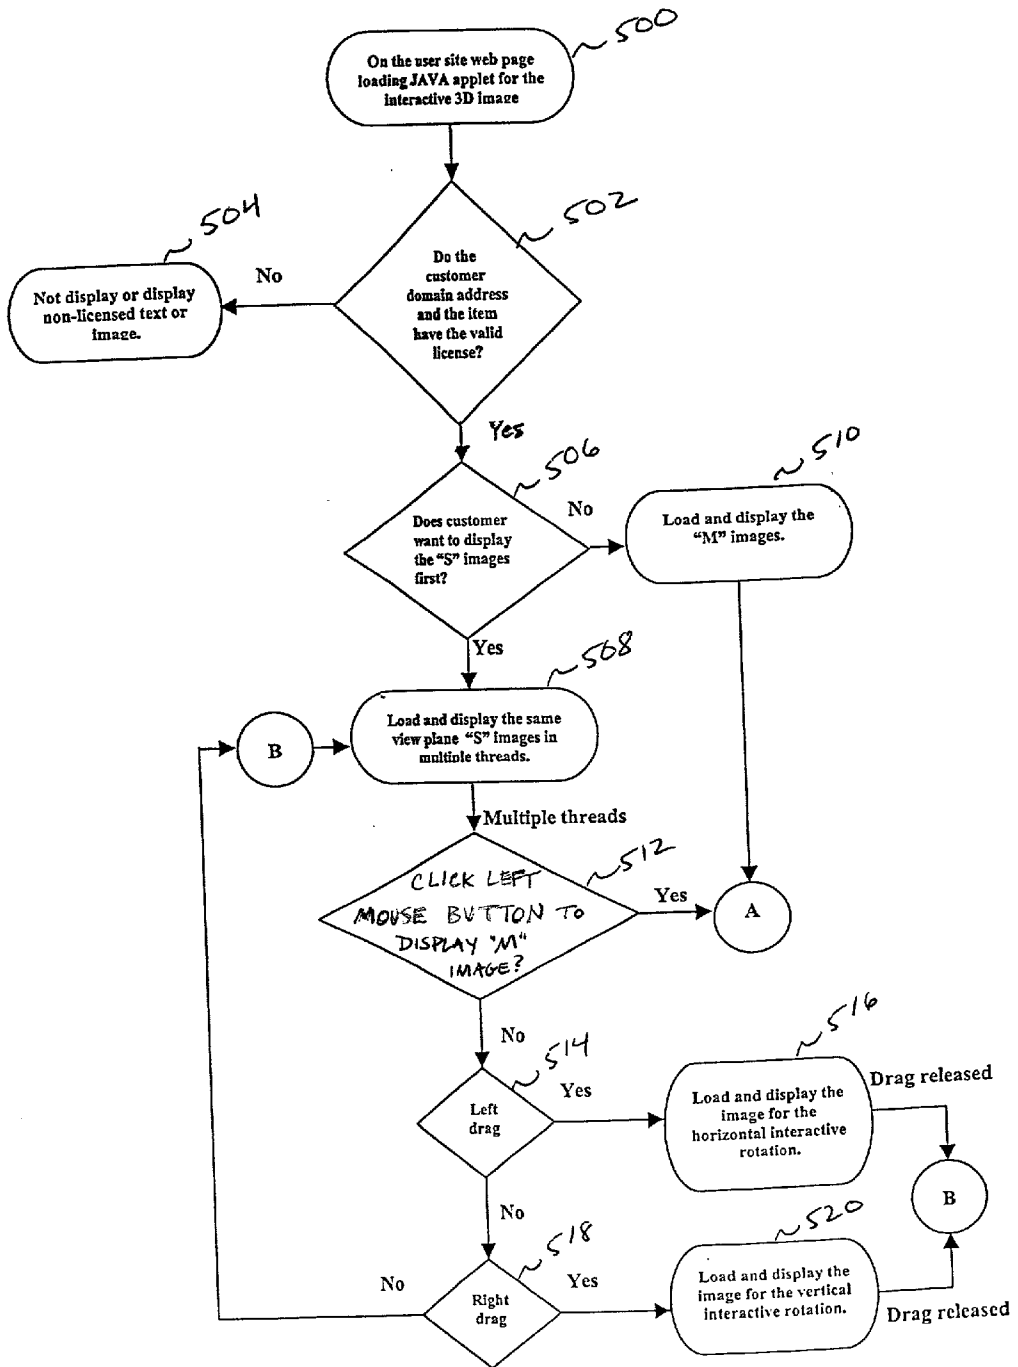 500
On the user site web page
loading JAVA applet for the
interactive 3D image
502
504
Do the
customer
domain address
and the item
have the valid
license?
No
Not display or display
non-licensed text or
image.
Yes
506
510
Does customer
want to display
the "S" images
first?
No
Load and display the
"M" images.
Yes
508
B
Load and display the same
view plane "S" images in
multiple threads.
Multiple threads
512
CLICK LEFT
MOUSE BUTTON TO
DISPLAY "M"
IMAGE?
Yes
A
No
514
516
Left
drag
Yes
Load and display the
image for the
horizontal interactive
rotation.
Drag released
B
No
518
520
No
Right
drag
Yes
Load and display the
image for the vertical
interactive rotation.
Drag released